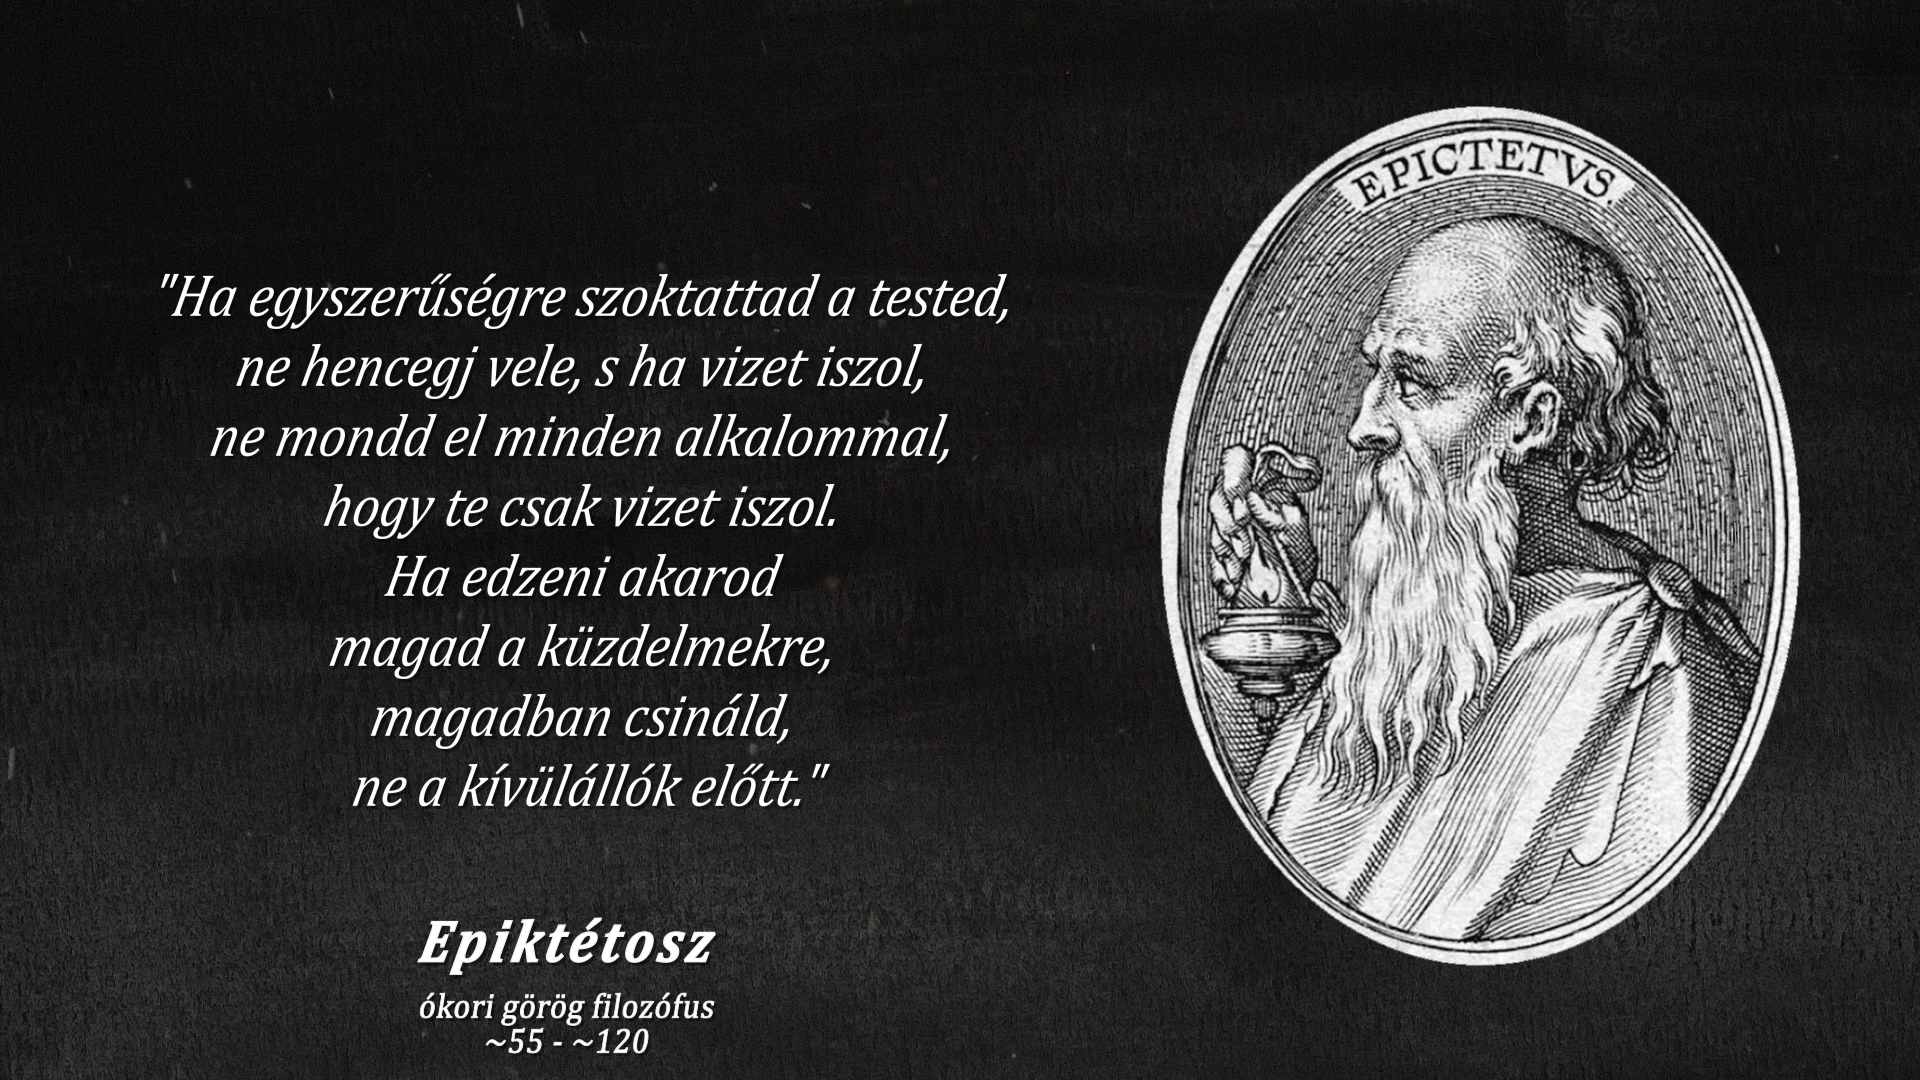 "Ha egyszerűségre szoktattad a tested,
ne hencegj vele, s ha vizet iszol,
ne mondd el minden alkalommal,
hogy te csak vizet iszol.
Ha edzeni akarod
magad a küzdelmekre,
magadban csináld,
ne a kívülállók előtt."
Epiktétosz
ókori görög filozófus
~55 - ~120
EPICTETVS.